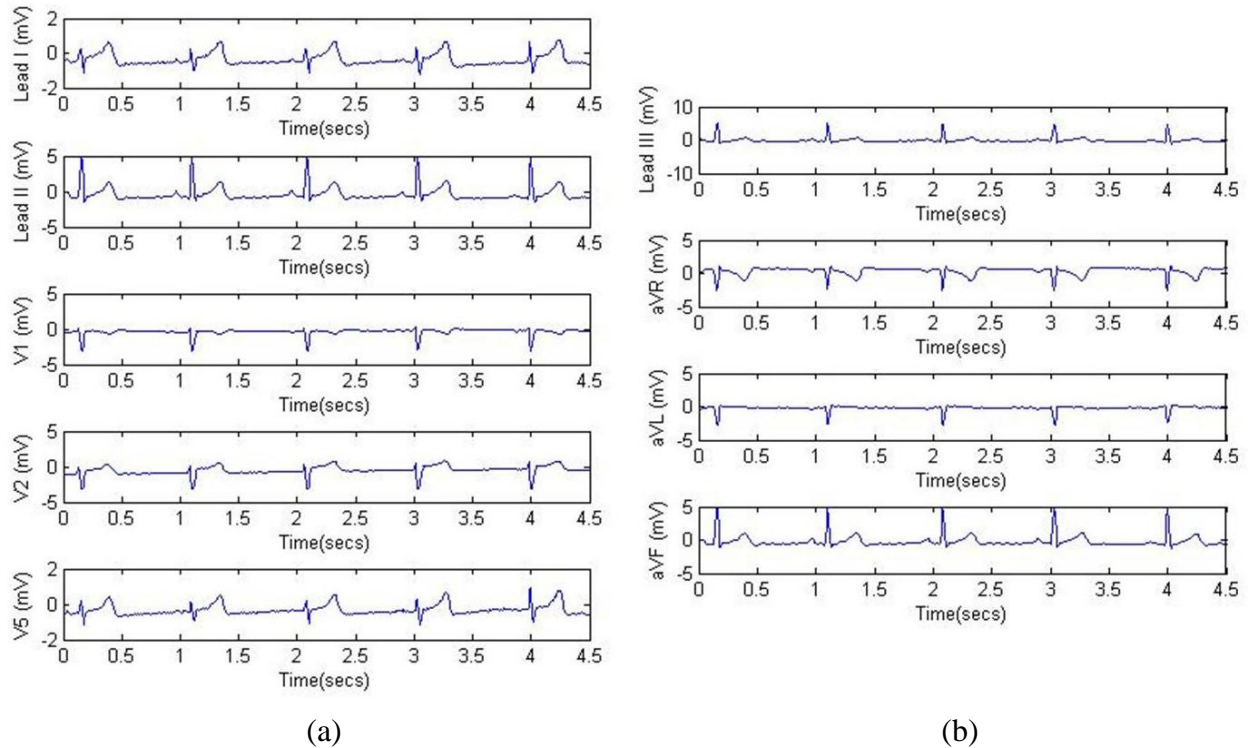 Lead I (mV)
2
0
-2
0 0.5 1 1.5 2 2.5 3 3.5 4 4.5
Time(secs)
Lead II (mV)
5
0
-5
0 0.5 1 1.5 2 2.5 3 3.5 4 4.5
Time(secs)
V1 (mV)
5
0
-5
0 0.5 1 1.5 2 2.5 3 3.5 4 4.5
Time(secs)
V2 (mV)
5
0
-5
0 0.5 1 1.5 2 2.5 3 3.5 4 4.5
Time(secs)
V5 (mV)
2
0
-2
0 0.5 1 1.5 2 2.5 3 3.5 4 4.5
Time(secs)
(a)
Lead III (mV)
10
0
-10
0 0.5 1 1.5 2 2.5 3 3.5 4 4.5
Time(secs)
aVR (mV)
5
0
-5
0 0.5 1 1.5 2 2.5 3 3.5 4 4.5
Time(secs)
aVL (mV)
5
0
-5
0 0.5 1 1.5 2 2.5 3 3.5 4 4.5
Time(secs)
aVF (mV)
5
0
-5
0 0.5 1 1.5 2 2.5 3 3.5 4 4.5
Time(secs)
(b)